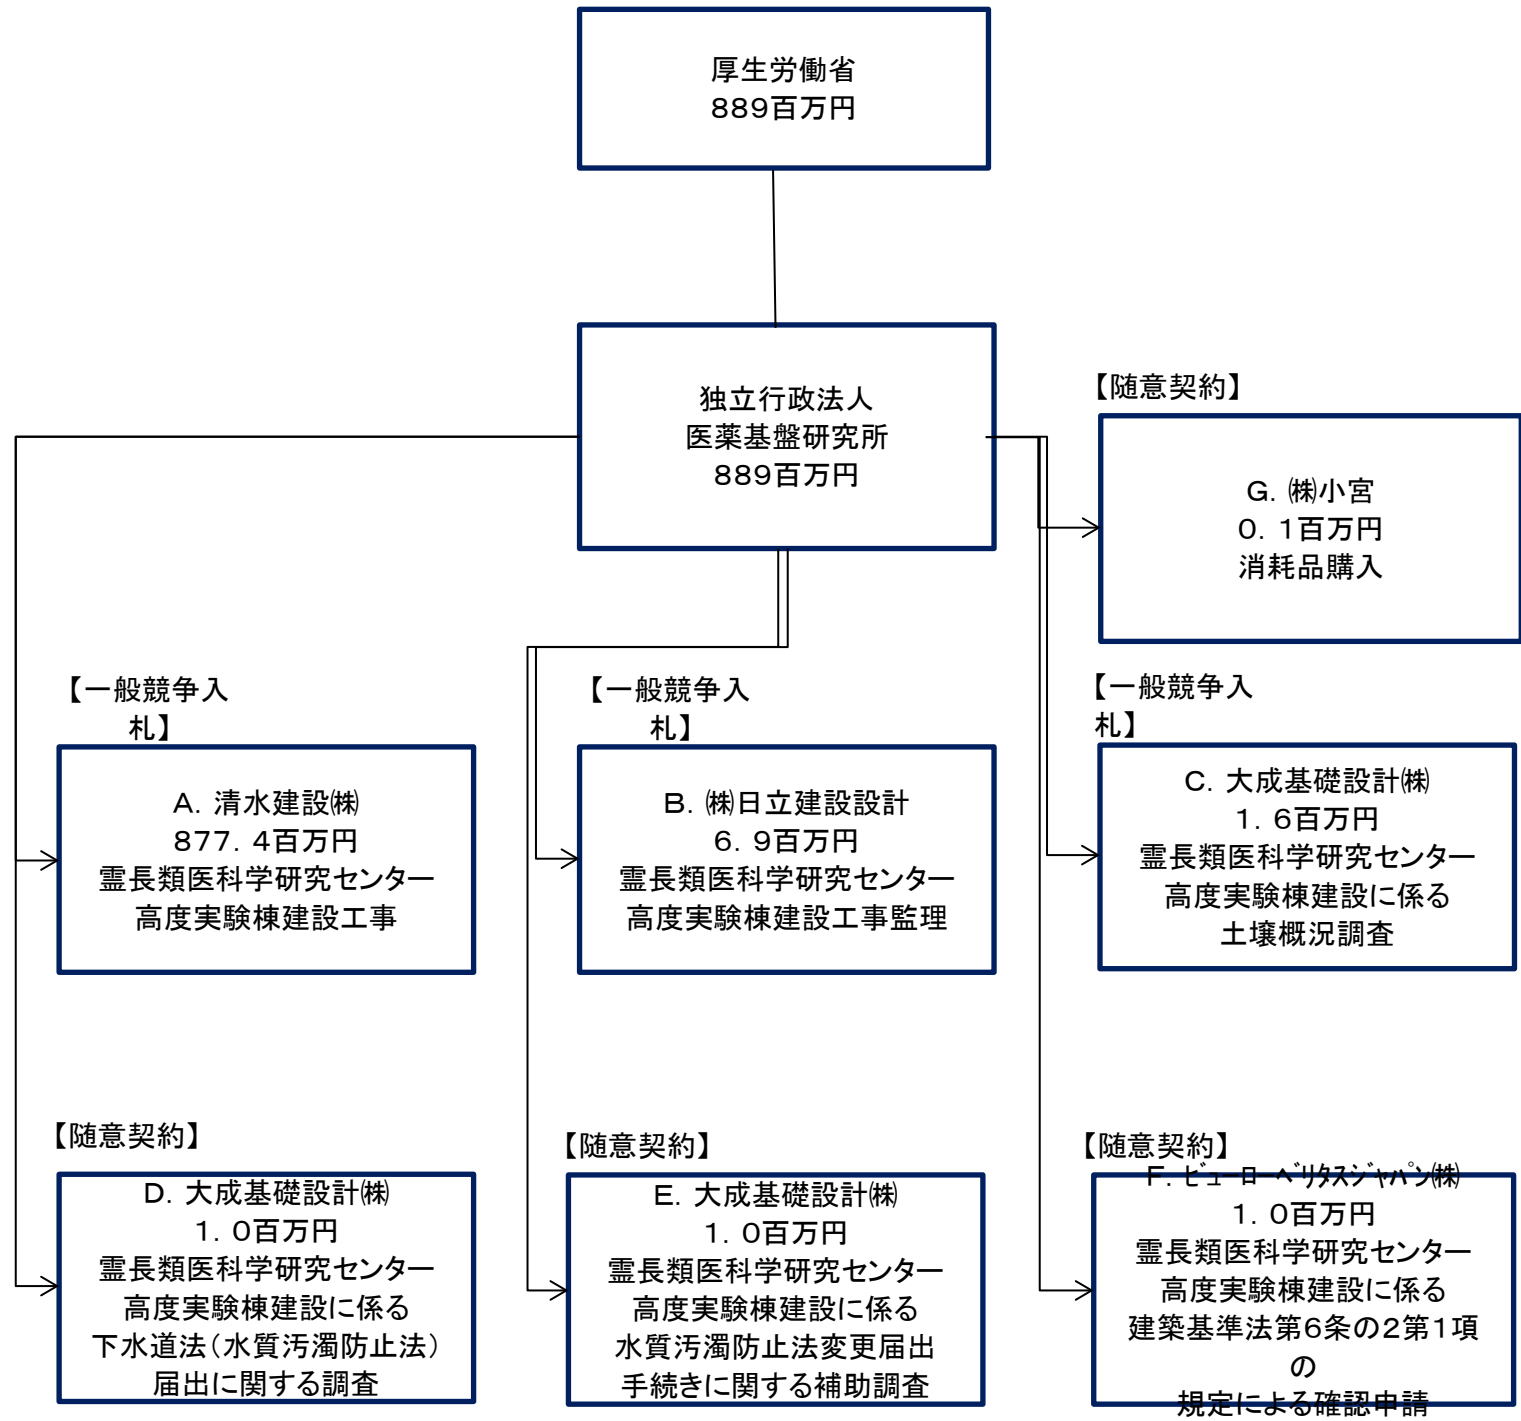 厚生労働省
８８９百万円
独立行政法人
医薬基盤研究所
８８９百万円
【随意契約】
Ｇ．㈱小宮
０．１百万円
消耗品購入
【一般競争入
札】
Ａ．清水建設㈱
８７７．４百万円
霊長類医科学研究センター
高度実験棟建設工事
【一般競争入
札】
Ｂ．㈱日立建設設計
６．９百万円
霊長類医科学研究センター
高度実験棟建設工事監理
【一般競争入
札】
Ｃ．大成基礎設計㈱
１．６百万円
霊長類医科学研究センター
高度実験棟建設に係る
土壌概況調査
【随意契約】
Ｄ．大成基礎設計㈱
１．０百万円
霊長類医科学研究センター
高度実験棟建設に係る
下水道法（水質汚濁防止法）
届出に関する調査
【随意契約】
Ｅ．大成基礎設計㈱
１．０百万円
霊長類医科学研究センター
高度実験棟建設に係る
水質汚濁防止法変更届出
手続きに関する補助調査
【随意契約】
Ｆ．ﾋﾞｭｰﾛｰﾍﾞﾘﾀｽｼﾞｬﾊﾟﾝ㈱
１．０百万円
霊長類医科学研究センター
高度実験棟建設に係る
建築基準法第６条の２第１項
の
規定による確認申請